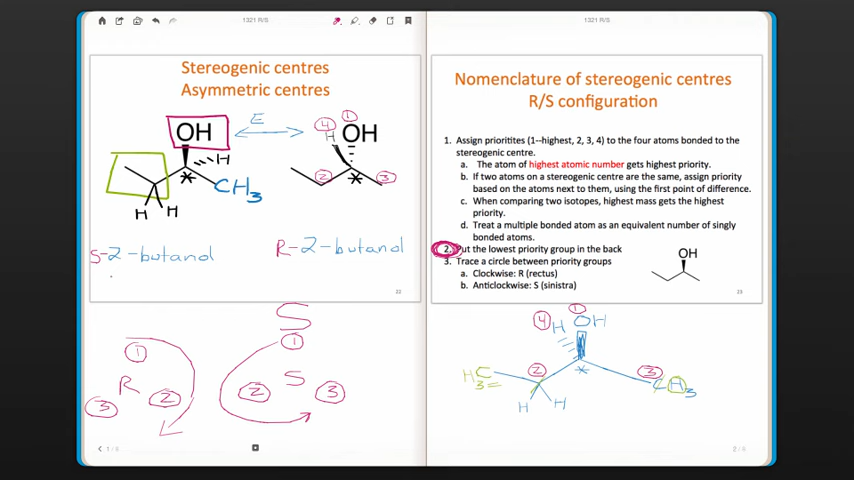 1321 R/S
1321 R/S
Stereogenic centres
Asymmetric centres
E
OH
H
CH3
*
H
H
4
1
H
OH
2
*
3
S-2-butanol
R-2-butanol
22
S
1
R
2
3
1
S
2
3
1 / 8
Nomenclature of stereogenic centres
R/S configuration
1. Assign prioritites (1--highest, 2, 3, 4) to the four atoms bonded to the
stereogenic centre.
a. The atom of highest atomic number gets highest priority.
b. If two atoms on a stereogenic centre are the same, assign priority
based on the atoms next to them, using the first point of difference.
c. When comparing two isotopes, highest mass gets the highest
priority.
d. Treat a multiple bonded atom as an equivalent number of singly
bonded atoms.
2. Put the lowest priority group in the back
3. Trace a circle between priority groups
a. Clockwise: R (rectus)
b. Anticlockwise: S (sinistra)
OH
23
1
4
H
OH
H3C
2
*
3
CH3
H
H